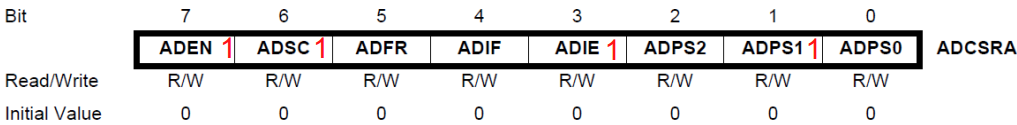 Bit 7 6 5 4 3 2 1 0
ADEN 1 ADSC 1 ADFR ADIF ADIE 1 ADPS2 ADPS1 1 ADPS0 ADCSRA
Read/Write R/W R/W R/W R/W R/W R/W R/W R/W
Initial Value 0 0 0 0 0 0 0 0